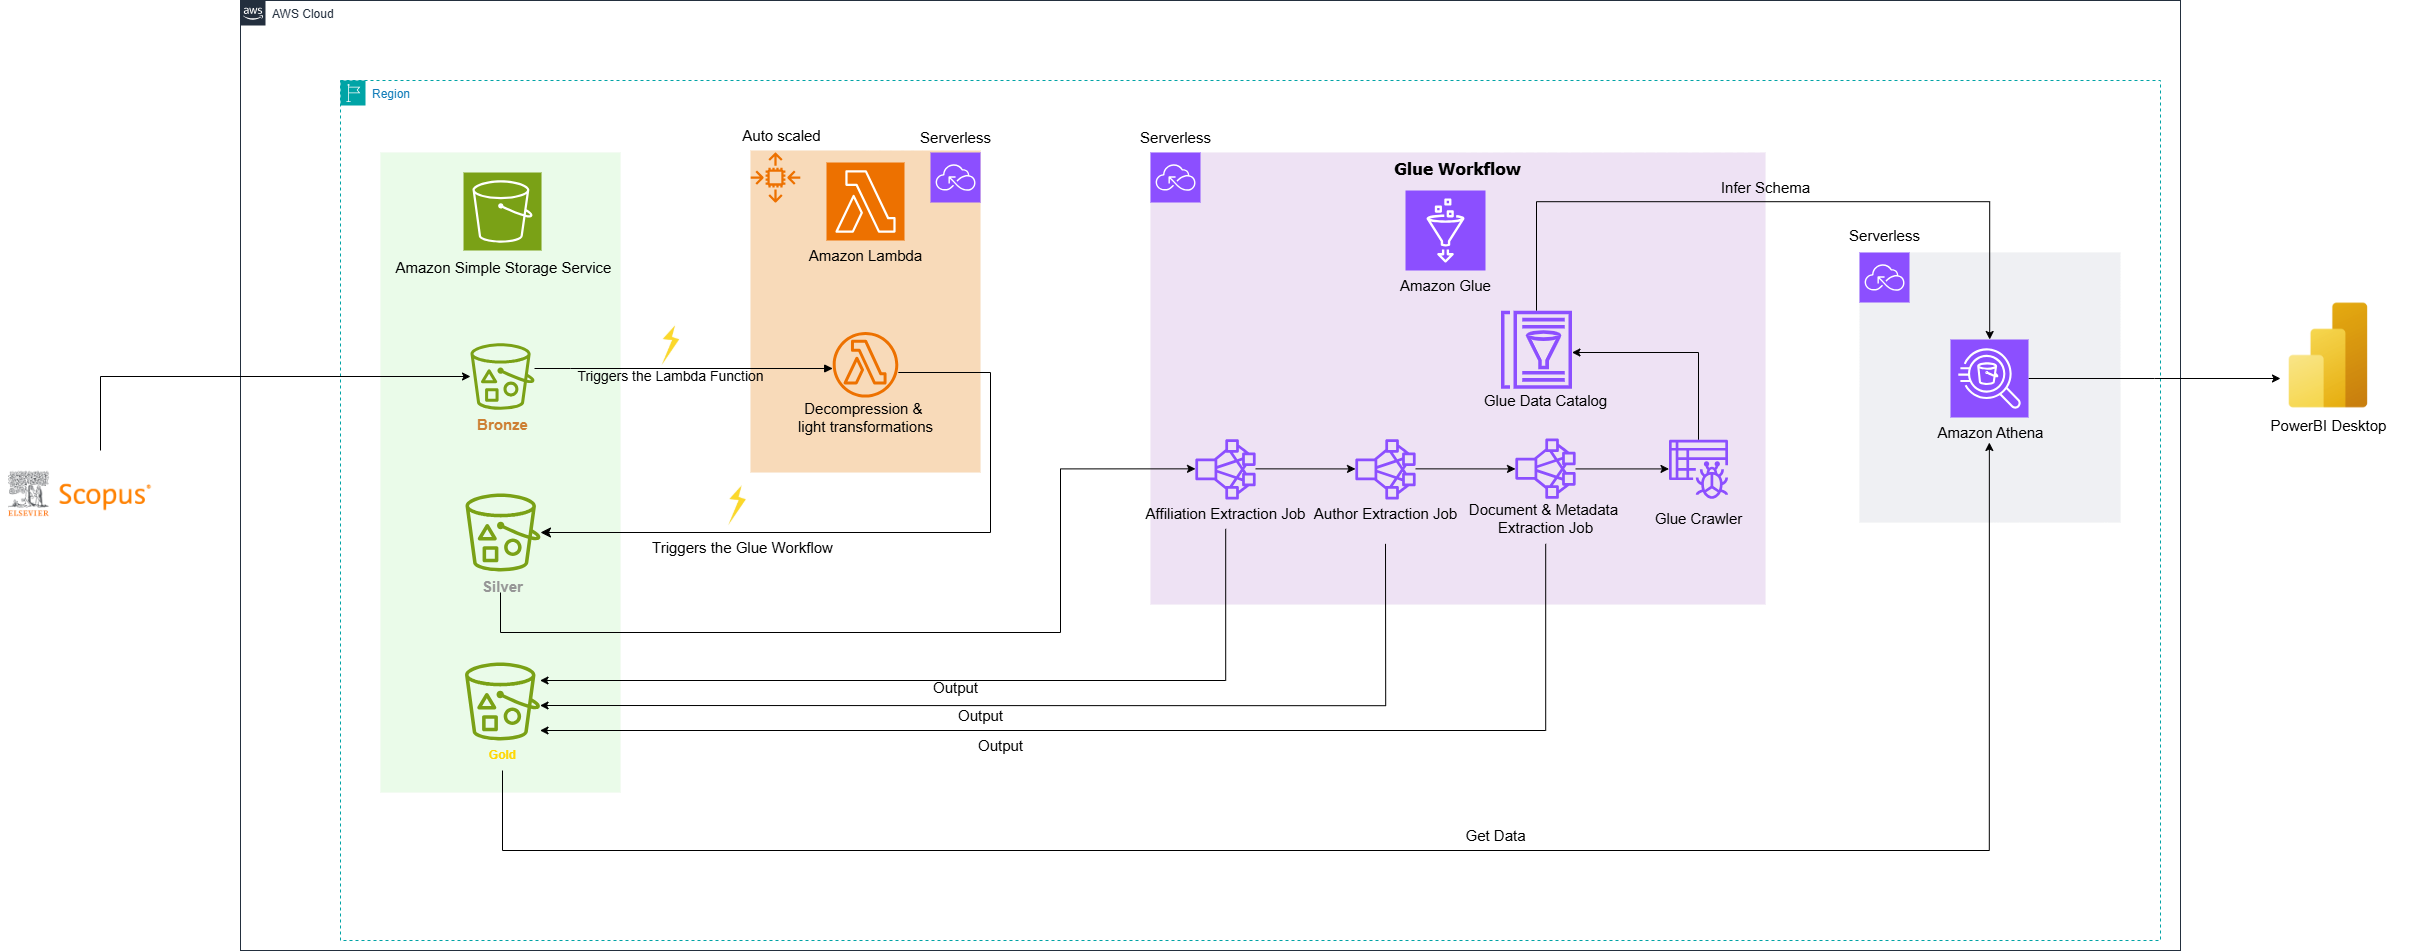 aws
AWS Cloud
Region
Auto scaled
Serverless
Serverless
Glue Workflow
Infer Schema
Serverless
Amazon Simple Storage Service
Amazon Lambda
Amazon Glue
Triggers the Lambda Function
Bronze
Decompression &
light transformations
Glue Data Catalog
Amazon Athena
PowerBI Desktop
ELSEVIER
Scopus®
Affiliation Extraction Job
Author Extraction Job
Document & Metadata
Extraction Job
Glue Crawler
Triggers the Glue Workflow
Silver
Output
Output
Output
Gold
Get Data